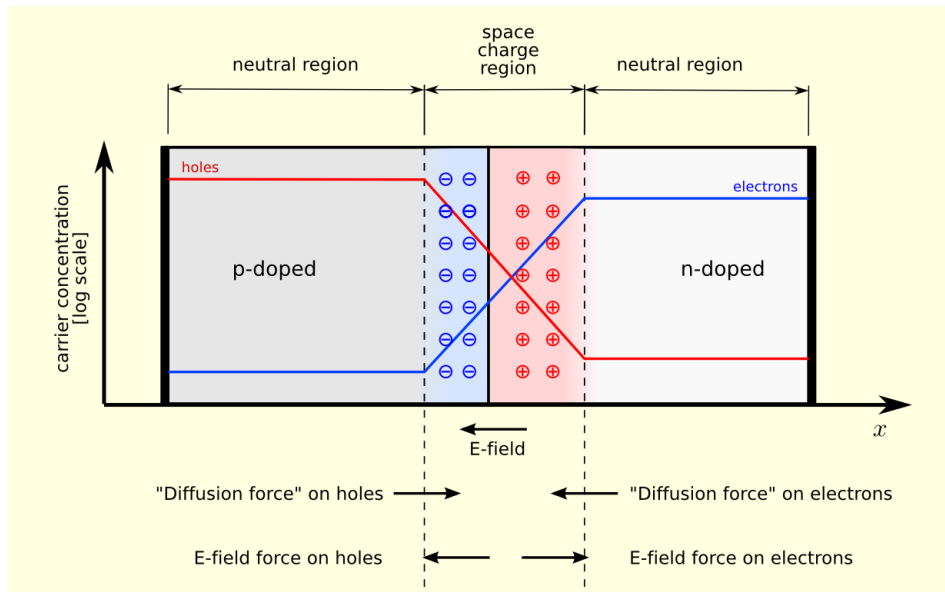 space
charge
region
neutral region
neutral region
holes
electrons
p-doped
n-doped
carrier concentration
[log scale]
x
E-field
"Diffusion force" on holes
"Diffusion force" on electrons
E-field force on holes
E-field force on electrons